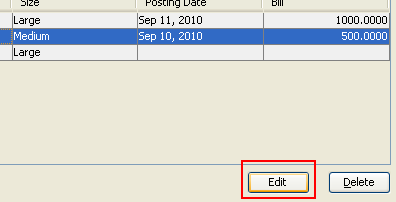 Size Posting Date Bill
Large Sep 11, 2010 1000.0000
Medium Sep 10, 2010 500.0000
Large
Edit Delete